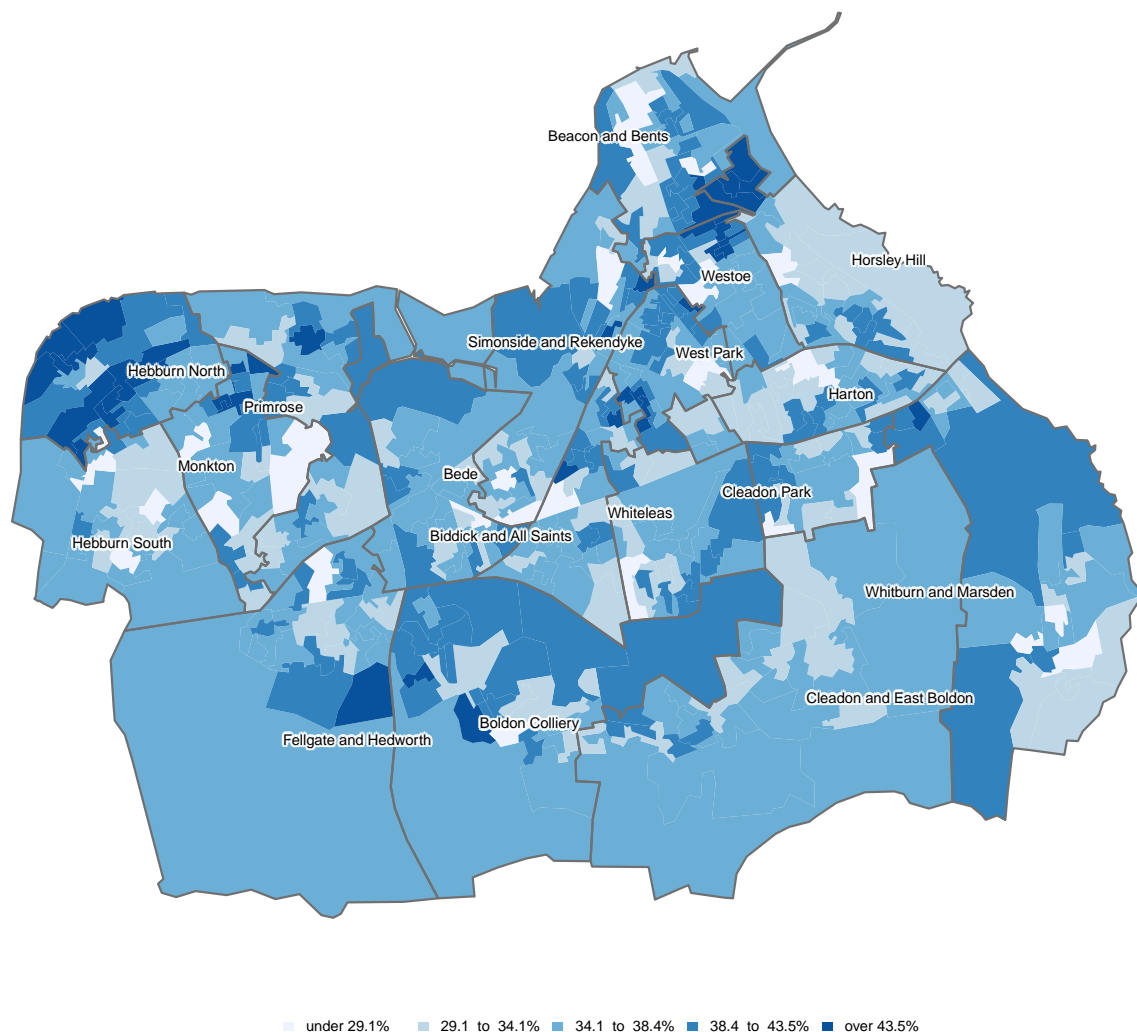 Beacon and Bents
Horsley Hill
Westoe
Simonside and Rekendyke
West Park
Hebburn North
Harton
Primrose
Monkton
Bede
Cleadon Park
Whiteleas
Biddick and All Saints
Hebburn South
Whitburn and Marsden
Cleadon and East Boldon
Boldon Colliery
Fellgate and Hedworth
under 29.1% 29.1 to 34.1% 34.1 to 38.4% 38.4 to 43.5% over 43.5%